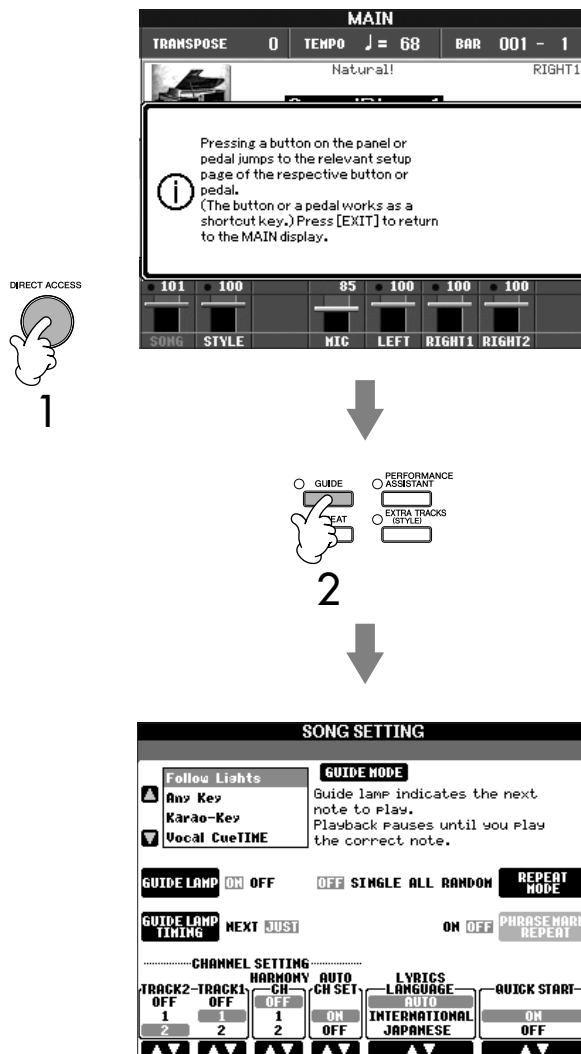 MAIN
TRANSPOSE 0 TEMPO ♩= 68 BAR 001 - 1
Natural! RIGHT1
Pressing a button on the panel or
pedal jumps to the relevant setup
page of the respective button or
pedal.
(The button or a pedal works as a
shortcut key.) Press [EXIT] to return
to the MAIN display.
101 100 85 100 100 100
SONG STYLE MIC LEFT RIGHT1 RIGHT2
DIRECT ACCESS
1
GUIDE
PERFORMANCE
ASSISTANT
EXTRA TRACKS
(STYLE)
2
SONG SETTING
Follow Lights
Any Key
Karao-Key
Vocal CueTIME
GUIDE MODE
Guide lamp indicates the next
note to play.
Playback pauses until you play
the correct note.
GUIDE LAMP ON OFF
OFF SINGLE ALL RANDOM REPEAT
MODE
GUIDE LAMP
TIMING NEXT JUST
ON OFF PHRASE MARK
REPEAT
CHANNEL SETTING
TRACK2 TRACK1 HARMONY CH AUTO CH SET LYRICS LANGUAGE QUICK START
OFF OFF OFF AUTO
1 1 1 ON INTERNATIONAL ON
2 2 2 OFF JAPANESE OFF